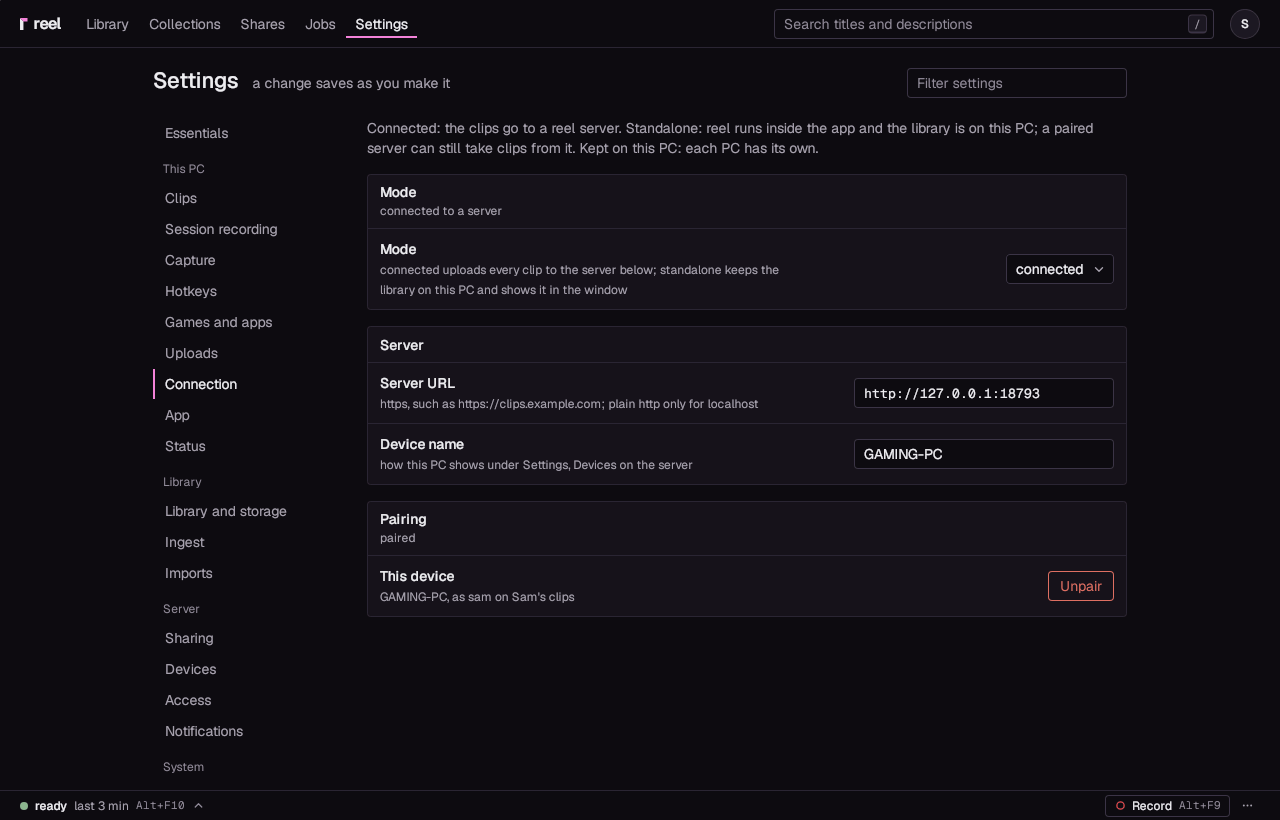 reel Library Collections Shares Jobs Settings Search titles and descriptions / S
Settings a change saves as you make it Filter settings
Essentials
This PC
Clips
Session recording
Capture
Hotkeys
Games and apps
Uploads
Connection
App
Status
Library
Library and storage
Ingest
Imports
Server
Sharing
Devices
Access
Notifications
System
Connected: the clips go to a reel server. Standalone: reel runs inside the app and the library is on this PC; a paired
server can still take clips from it. Kept on this PC: each PC has its own.
Mode
connected to a server
Mode
connected uploads every clip to the server below; standalone keeps the
library on this PC and shows it in the window
connected
Server
Server URL
https, such as https://clips.example.com; plain http only for localhost
http://127.0.0.1:18793
Device name
how this PC shows under Settings, Devices on the server
GAMING-PC
Pairing
paired
This device
GAMING-PC, as sam on Sam's clips
Unpair
ready last 3 min Alt+F10 Record Alt+F9 ···